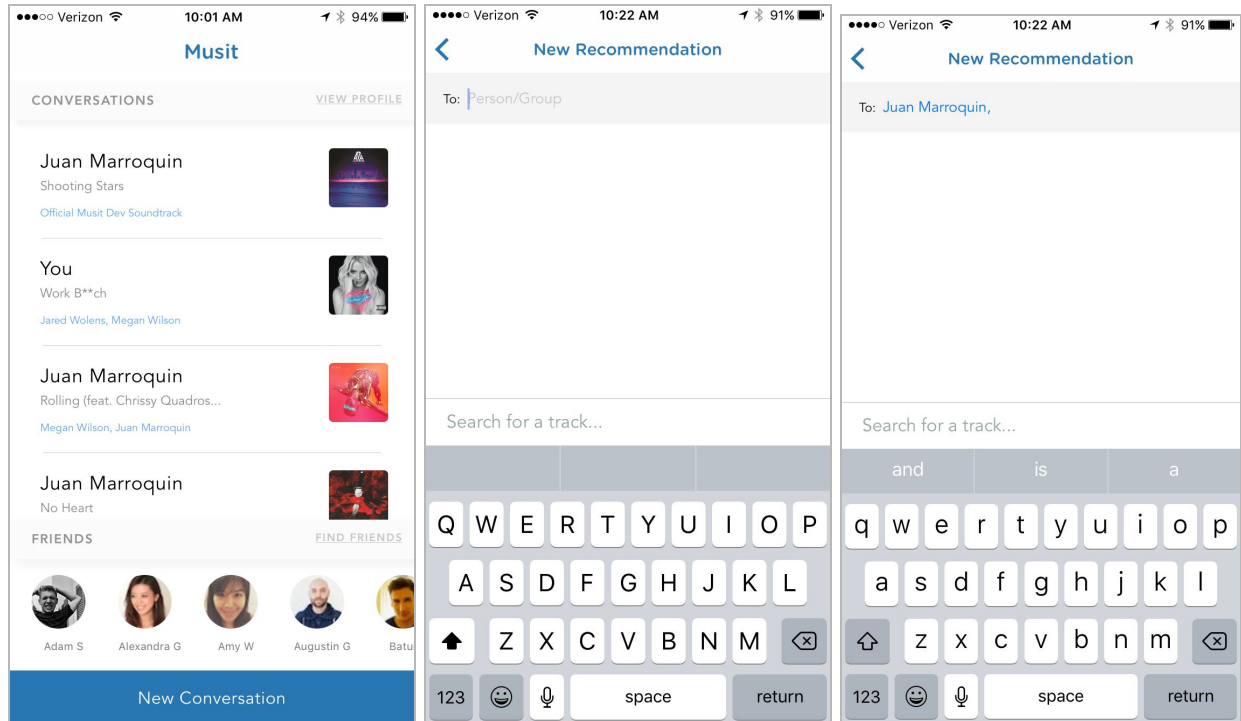 Verizon 10:01 AM 94%
Musit
CONVERSATIONS VIEW PROFILE
Juan Marroquin
Shooting Stars
Official Musit Dev Soundtrack
You
Work B**ch
Jared Wolens, Megan Wilson
Juan Marroquin
Rolling (feat. Chrissy Quadros...
Megan Wilson, Juan Marroquin
Juan Marroquin
No Heart
FRIENDS FIND FRIENDS
Adam S Alexandra G Amy W Augustin G Batu
New Conversation
Verizon 10:22 AM 91%
New Recommendation
To: Person/Group
Search for a track...
Q W E R T Y U I O P
A S D F G H J K L
Z X C V B N M
123 space return
Verizon 10:22 AM 91%
New Recommendation
To: Juan Marroquin,
Search for a track...
and is a
q w e r t y u i o p
a s d f g h j k l
z x c v b n m
123 space return